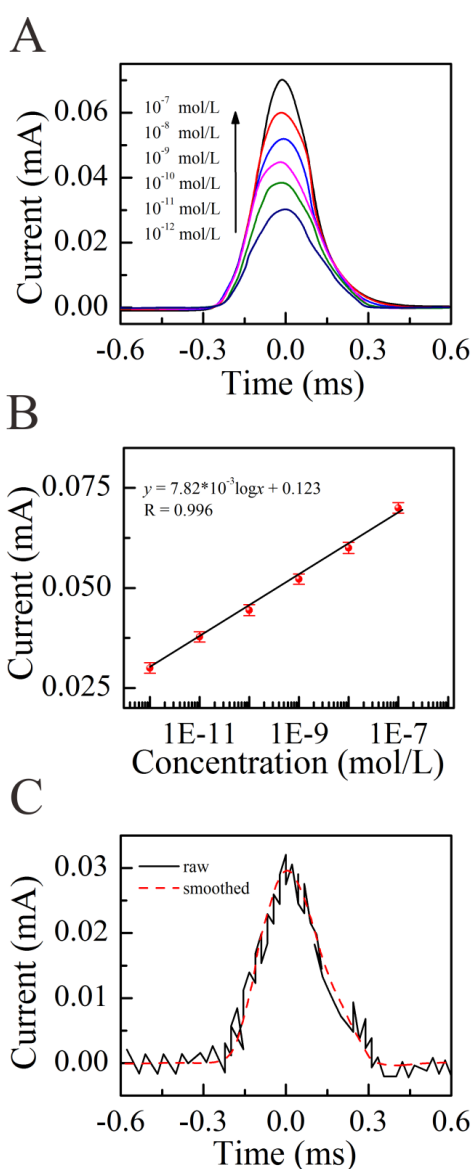 A
Current (mA)
0.06
0.04
0.02
0.00
10⁻⁷ mol/L
10⁻⁸ mol/L
10⁻⁹ mol/L
10⁻¹⁰ mol/L
10⁻¹¹ mol/L
10⁻¹² mol/L
-0.6 -0.3 0.0 0.3 0.6
Time (ms)
B
Current (mA)
0.075
0.050
0.025
y = 7.82*10⁻³logx + 0.123
R = 0.996
1E-11 1E-9 1E-7
Concentration (mol/L)
C
Current (mA)
0.03
0.02
0.01
0.00
raw
smoothed
-0.6 -0.3 0.0 0.3 0.6
Time (ms)